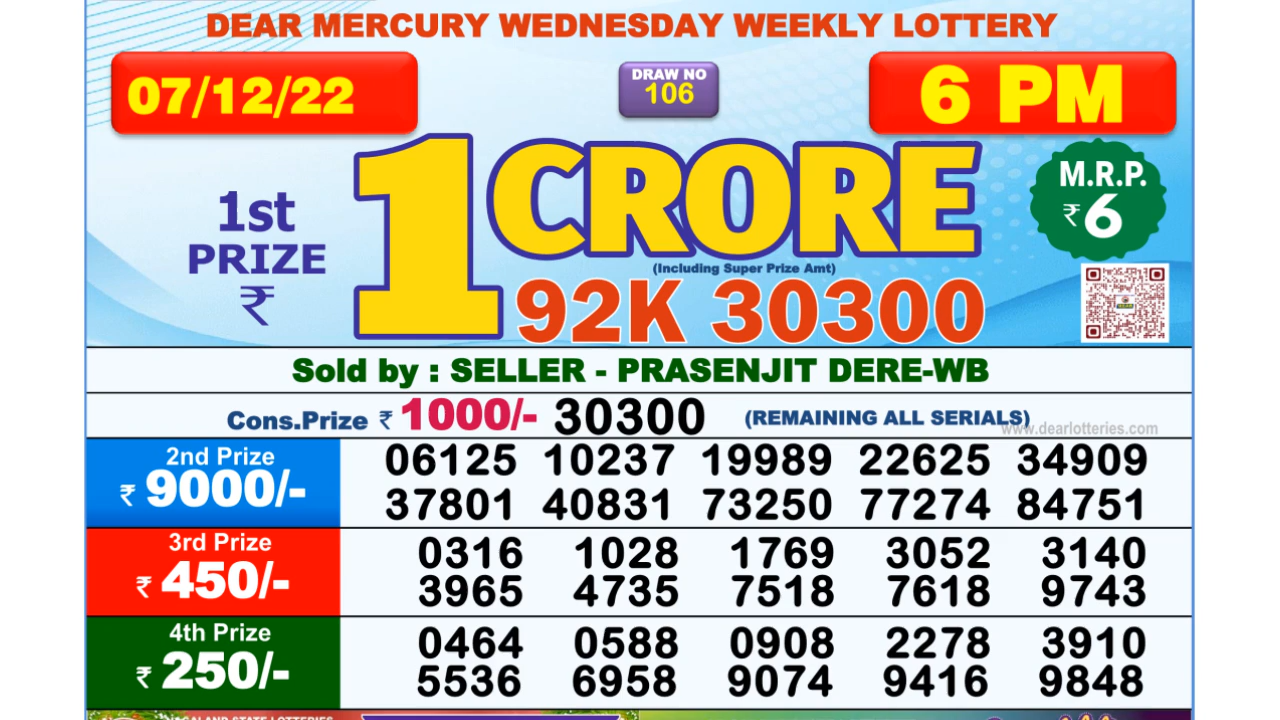 DEAR MERCURY WEDNESDAY WEEKLY LOTTERY
07/12/22
DRAW NO
106
6 PM
1st
PRIZE
₹
1 CRORE
(Including Super Prize Amt)
92K 30300
M.R.P.
₹ 6
Sold by : SELLER - PRASENJIT DERE-WB
Cons.Prize ₹ 1000/- 30300 (REMAINING ALL SERIALS)
www.dearlotteries.com
2nd Prize
₹ 9000/-
06125 10237 19989 22625 34909
37801 40831 73250 77274 84751
3rd Prize
₹ 450/-
0316 1028 1769 3052 3140
3965 4735 7518 7618 9743
4th Prize
₹ 250/-
0464 0588 0908 2278 3910
5536 6958 9074 9416 9848